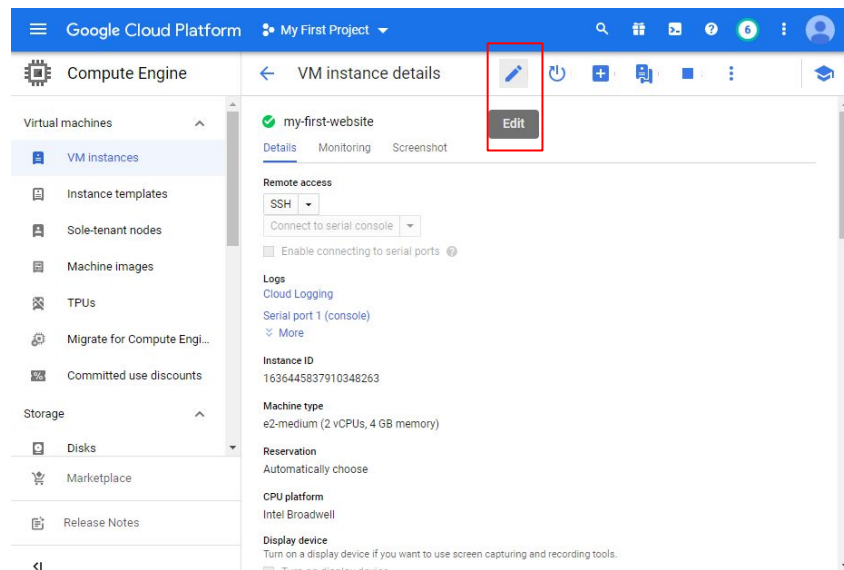 Google Cloud Platform My First Project 6
Compute Engine
VM instance details
Edit
Virtual machines
VM instances
Instance templates
Sole-tenant nodes
Machine images
TPUs
Migrate for Compute Engi...
Committed use discounts
Storage
Disks
Marketplace
Release Notes
my-first-website
Details Monitoring Screenshot
Remote access
SSH
Connect to serial console
Enable connecting to serial ports
Logs
Cloud Logging
Serial port 1 (console)
More
Instance ID
1636445837910348263
Machine type
e2-medium (2 vCPUs, 4 GB memory)
Reservation
Automatically choose
CPU platform
Intel Broadwell
Display device
Turn on a display device if you want to use screen capturing and recording tools.
Turn on display device